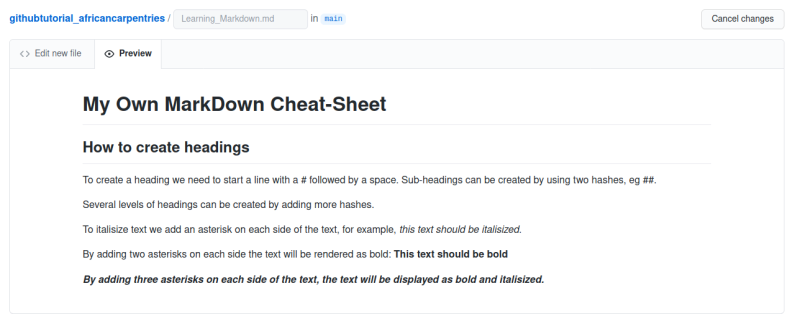 githubtutorial_africancarpentries / Learning_Markdown.md in main
Cancel changes
<> Edit new file
Preview
My Own MarkDown Cheat-Sheet
How to create headings
To create a heading we need to start a line with a # followed by a space. Sub-headings can be created by using two hashes, eg ##.
Several levels of headings can be created by adding more hashes.
To italisize text we add an asterisk on each side of the text, for example, this text should be italisized.
By adding two asterisks on each side the text will be rendered as bold: This text should be bold
By adding three asterisks on each side of the text, the text will be displayed as bold and italisized.